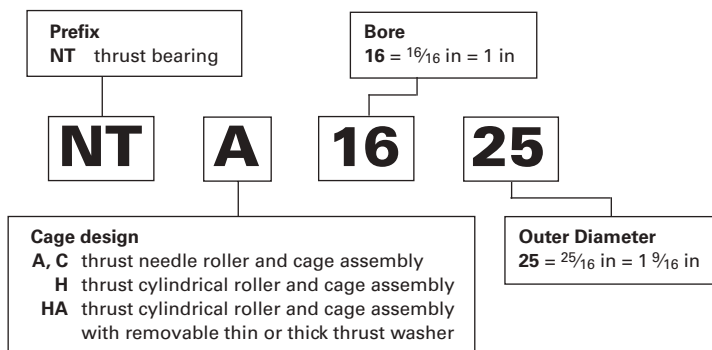 Prefix
NT thrust bearing
Bore
16 = 16/16 in = 1 in
NT A 16 25
Cage design
A, C thrust needle roller and cage assembly
H thrust cylindrical roller and cage assembly
HA thrust cylindrical roller and cage assembly
with removable thin or thick thrust washer
Outer Diameter
25 = 25/16 in = 1 9/16 in